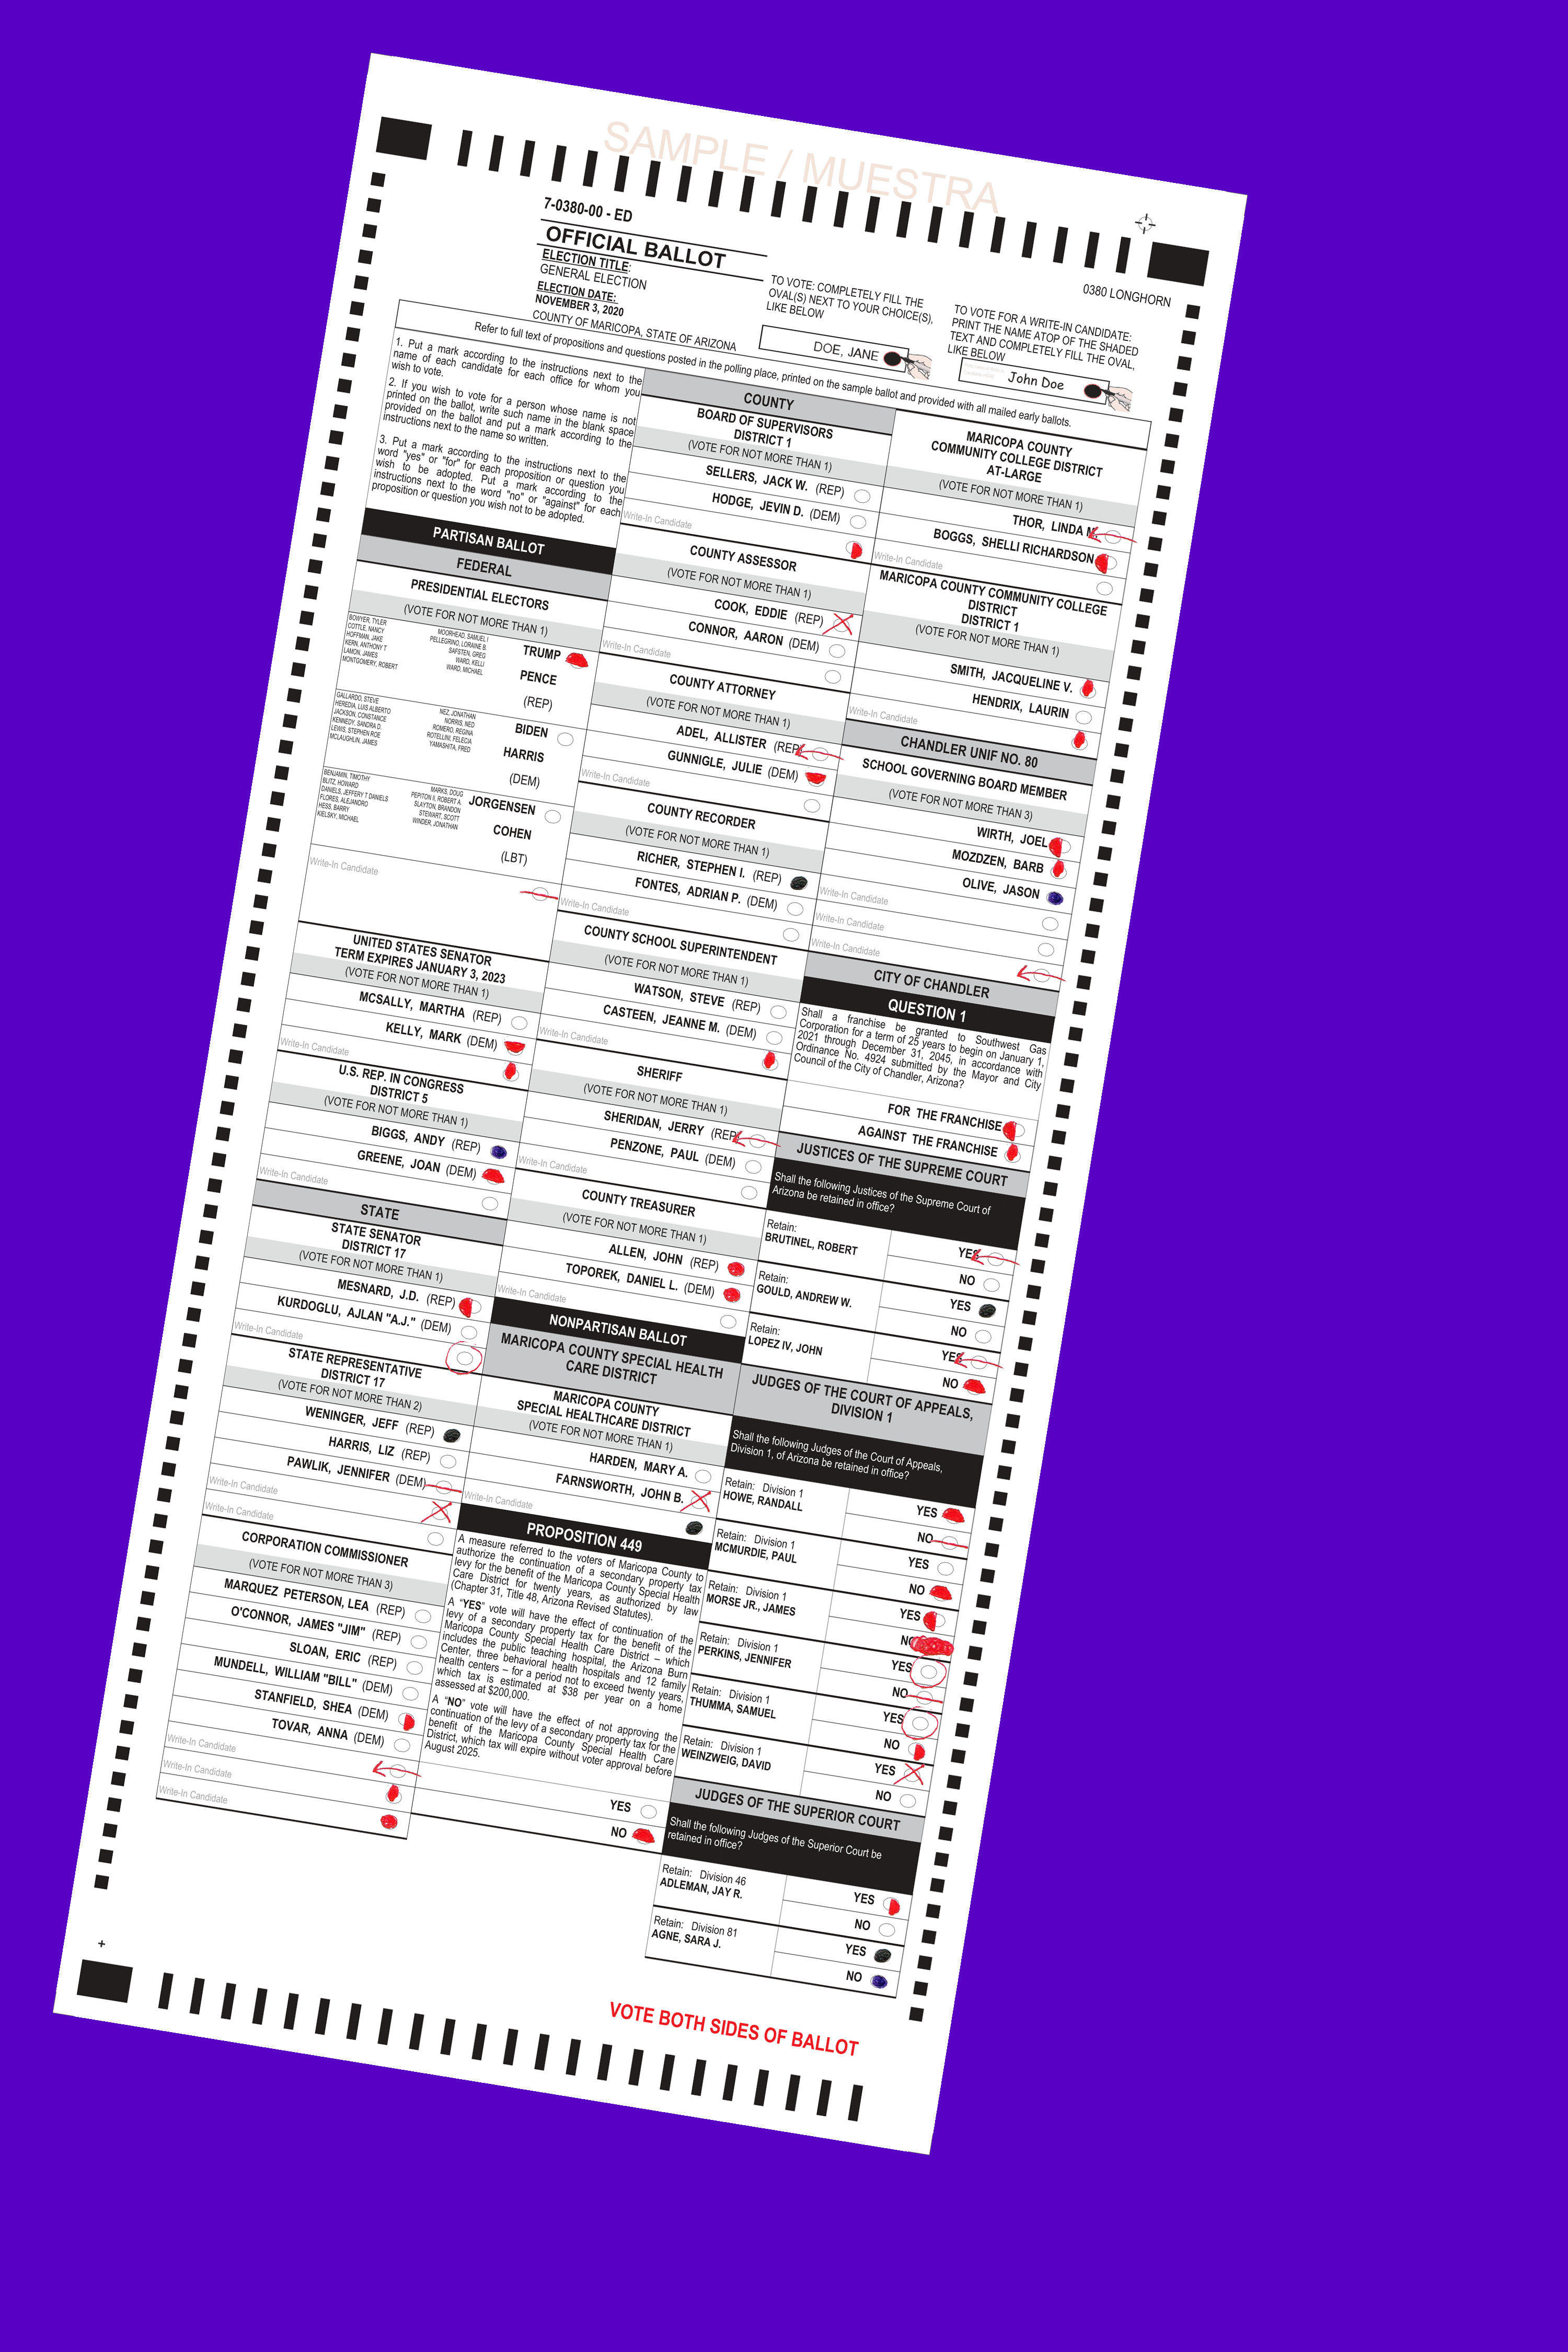 SAMPLE / MUESTRA
7-0380-00 - ED
OFFICIAL BALLOT
ELECTION TITLE:
GENERAL ELECTION
ELECTION DATE:
NOVEMBER 3, 2020
COUNTY OF MARICOPA, STATE OF ARIZONA
TO VOTE: COMPLETELY FILL THE
OVAL(S) NEXT TO YOUR CHOICE(S),
LIKE BELOW
DOE, JANE
0380 LONGHORN
TO VOTE FOR A WRITE-IN CANDIDATE:
PRINT THE NAME ATOP OF THE SHADED
TEXT AND COMPLETELY FILL THE OVAL,
LIKE BELOW
John Doe
Refer to full text of propositions and questions posted in the polling place, printed on the sample ballot and provided with all mailed early ballots.
1. Put a mark according to the instructions next to the
name of each candidate for each office for whom you
wish to vote.
2. If you wish to vote for a person whose name is not
printed on the ballot, write such name in the blank space
provided on the ballot and put a mark according to the
instructions next to the name so written.
3. Put a mark according to the instructions next to the
word "yes" or "for" for each proposition or question you
wish to be adopted. Put a mark according to the
instructions next to the word "no" or "against" for each
proposition or question you wish not to be adopted.
PARTISAN BALLOT
FEDERAL
PRESIDENTIAL ELECTORS
(VOTE FOR NOT MORE THAN 1)
BOWYER, TYLER
COTTLE, NANCY
HOFFMAN, JAKE
KERN, ANTHONY T
LAMON, JAMES
MONTGOMERY, ROBERT
MOORHEAD, SAMUEL I
PELLEGRINO, LORAINE B.
SAFSTEN, GREG
WARD, KELLI
WARD, MICHAEL
TRUMP
PENCE
(REP)
GALLARDO, STEVE
HEREDIA, LUIS ALBERTO
JACKSON, CONSTANCE
KENNEDY, SANDRA D.
LEWIS, STEPHEN ROE
MCLAUGHLIN, JAMES
NEZ, JONATHAN
NORRIS, NED
ROMERO, REGINA
ROTELLINI, FELECIA
YAMASHITA, FRED
BIDEN
HARRIS
(DEM)
BENJAMIN, TIMOTHY
BLITZ, HOWARD
DANIELS, JEFFERY T DANIELS
FLORES, ALEJANDRO
HESS, BARRY
KIELSKY, MICHAEL
MARKS, DOUG
PEPITON II, ROBERT A
SLAYTON, BRANDON
STEWART, SCOTT
WINDER, JONATHAN
JORGENSEN
COHEN
(LBT)
Write-In Candidate
UNITED STATES SENATOR
TERM EXPIRES JANUARY 3, 2023
(VOTE FOR NOT MORE THAN 1)
MCSALLY, MARTHA (REP)
KELLY, MARK (DEM)
Write-In Candidate
U.S. REP. IN CONGRESS
DISTRICT 5
(VOTE FOR NOT MORE THAN 1)
BIGGS, ANDY (REP)
GREENE, JOAN (DEM)
Write-In Candidate
STATE
STATE SENATOR
DISTRICT 17
(VOTE FOR NOT MORE THAN 1)
MESNARD, J.D. (REP)
KURDOGLU, AJLAN "A.J." (DEM)
Write-In Candidate
STATE REPRESENTATIVE
DISTRICT 17
(VOTE FOR NOT MORE THAN 2)
WENINGER, JEFF (REP)
HARRIS, LIZ (REP)
PAWLIK, JENNIFER (DEM)
Write-In Candidate
Write-In Candidate
CORPORATION COMMISSIONER
(VOTE FOR NOT MORE THAN 3)
MARQUEZ PETERSON, LEA (REP)
O'CONNOR, JAMES "JIM" (REP)
SLOAN, ERIC (REP)
MUNDELL, WILLIAM "BILL" (DEM)
STANFIELD, SHEA (DEM)
TOVAR, ANNA (DEM)
Write-In Candidate
Write-In Candidate
Write-In Candidate
COUNTY
BOARD OF SUPERVISORS
DISTRICT 1
(VOTE FOR NOT MORE THAN 1)
SELLERS, JACK W. (REP)
HODGE, JEVIN D. (DEM)
Write-In Candidate
COUNTY ASSESSOR
(VOTE FOR NOT MORE THAN 1)
COOK, EDDIE (REP)
CONNOR, AARON (DEM)
Write-In Candidate
COUNTY ATTORNEY
(VOTE FOR NOT MORE THAN 1)
ADEL, ALLISTER (REP)
GUNNIGLE, JULIE (DEM)
Write-In Candidate
COUNTY RECORDER
(VOTE FOR NOT MORE THAN 1)
RICHER, STEPHEN I. (REP)
FONTES, ADRIAN P. (DEM)
Write-In Candidate
COUNTY SCHOOL SUPERINTENDENT
(VOTE FOR NOT MORE THAN 1)
WATSON, STEVE (REP)
CASTEEN, JEANNE M. (DEM)
Write-In Candidate
SHERIFF
(VOTE FOR NOT MORE THAN 1)
SHERIDAN, JERRY (REP)
PENZONE, PAUL (DEM)
Write-In Candidate
COUNTY TREASURER
(VOTE FOR NOT MORE THAN 1)
ALLEN, JOHN (REP)
TOPOREK, DANIEL L. (DEM)
Write-In Candidate
NONPARTISAN BALLOT
MARICOPA COUNTY SPECIAL HEALTH
CARE DISTRICT
MARICOPA COUNTY
SPECIAL HEALTHCARE DISTRICT
(VOTE FOR NOT MORE THAN 1)
HARDEN, MARY A.
FARNSWORTH, JOHN B.
Write-In Candidate
PROPOSITION 449
A measure referred to the voters of Maricopa County to
authorize the continuation of a secondary property tax
levy for the benefit of the Maricopa County Special Health
Care District for twenty years, as authorized by law
(Chapter 31, Title 48, Arizona Revised Statutes).
A "YES" vote will have the effect of continuation of the
levy of a secondary property tax for the benefit of the
Maricopa County Special Health Care District – which
includes the public teaching hospital, the Arizona Burn
Center, three behavioral health hospitals and 12 family
health centers – for a period not to exceed twenty years,
which tax is estimated at $38 per year on a home
assessed at $200,000.
A "NO" vote will have the effect of not approving the
continuation of the levy of a secondary property tax for the
benefit of the Maricopa County Special Health Care
District, which tax will expire without voter approval before
August 2025.
YES
NO
MARICOPA COUNTY
COMMUNITY COLLEGE DISTRICT
AT-LARGE
(VOTE FOR NOT MORE THAN 1)
THOR, LINDA M.
BOGGS, SHELLI RICHARDSON
Write-In Candidate
MARICOPA COUNTY COMMUNITY COLLEGE
DISTRICT
DISTRICT 1
(VOTE FOR NOT MORE THAN 1)
SMITH, JACQUELINE V.
HENDRIX, LAURIN
Write-In Candidate
CHANDLER UNIF NO. 80
SCHOOL GOVERNING BOARD MEMBER
(VOTE FOR NOT MORE THAN 3)
WIRTH, JOEL
MOZDZEN, BARB
OLIVE, JASON
Write-In Candidate
Write-In Candidate
Write-In Candidate
CITY OF CHANDLER
QUESTION 1
Shall a franchise be granted to Southwest Gas
Corporation for a term of 25 years to begin on January 1,
2021 through December 31, 2045, in accordance with
Ordinance No. 4924 submitted by the Mayor and City
Council of the City of Chandler, Arizona?
FOR THE FRANCHISE
AGAINST THE FRANCHISE
JUSTICES OF THE SUPREME COURT
Shall the following Justices of the Supreme Court of
Arizona be retained in office?
Retain:
BRUTINEL, ROBERT
YES
NO
Retain:
GOULD, ANDREW W.
YES
NO
Retain:
LOPEZ IV, JOHN
YES
NO
JUDGES OF THE COURT OF APPEALS,
DIVISION 1
Shall the following Judges of the Court of Appeals,
Division 1, of Arizona be retained in office?
Retain: Division 1
HOWE, RANDALL
YES
NO
Retain: Division 1
MCMURDIE, PAUL
YES
NO
Retain: Division 1
MORSE JR., JAMES
YES
NO
Retain: Division 1
PERKINS, JENNIFER
YES
NO
Retain: Division 1
THUMMA, SAMUEL
YES
NO
Retain: Division 1
WEINZWEIG, DAVID
YES
NO
JUDGES OF THE SUPERIOR COURT
Shall the following Judges of the Superior Court be
retained in office?
Retain: Division 46
ADLEMAN, JAY R.
YES
NO
Retain: Division 81
AGNE, SARA J.
YES
NO
VOTE BOTH SIDES OF BALLOT